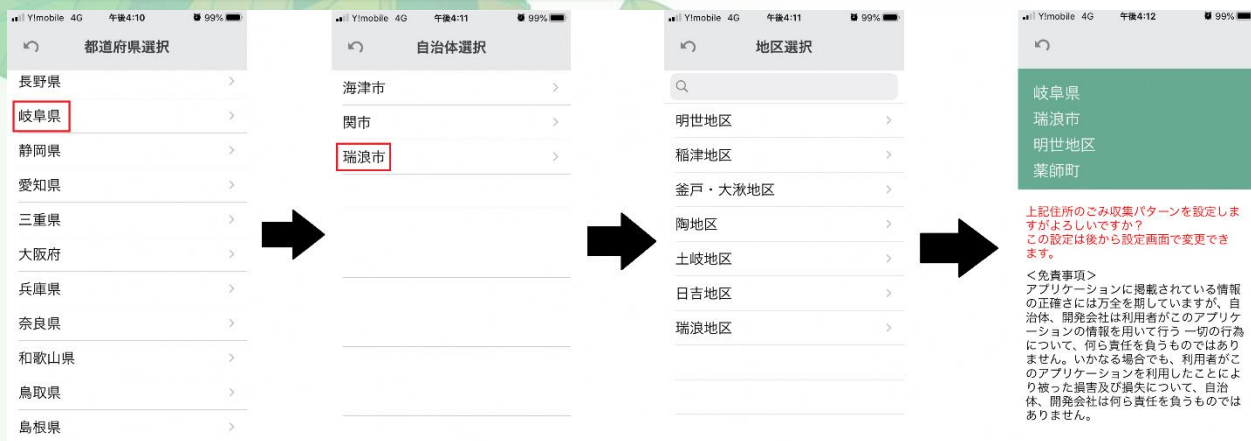 Y!mobile 4G 午後4:10 99%
都道府県選択
長野県
岐阜県
静岡県
愛知県
三重県
大阪府
兵庫県
奈良県
和歌山県
鳥取県
島根県
Y!mobile 4G 午後4:11 99%
自治体選択
海津市
関市
瑞浪市
Y!mobile 4G 午後4:11 99%
地区選択
明世地区
稲津地区
釜戸・大湫地区
陶地区
土岐地区
日吉地区
瑞浪地区
Y!mobile 4G 午後4:12 99%
岐阜県
瑞浪市
明世地区
薬師町
上記住所のごみ収集パターンを設定しま
すがよろしいですか？
この設定は後から設定画面で変更でき
ます。
＜免責事項＞
アプリケーションに掲載されている情報
の正確さには万全を期していますが、自
治体、開発会社は利用者がこのアプリケ
ーションの情報を用いて行う 一切の行為
について、何ら責任を負うものではあり
ません。いかなる場合でも、利用者がこ
のアプリケーションを利用したことによ
り被った損害及び損失について、自治
体、開発会社は何ら責任を負うものでは
ありません。